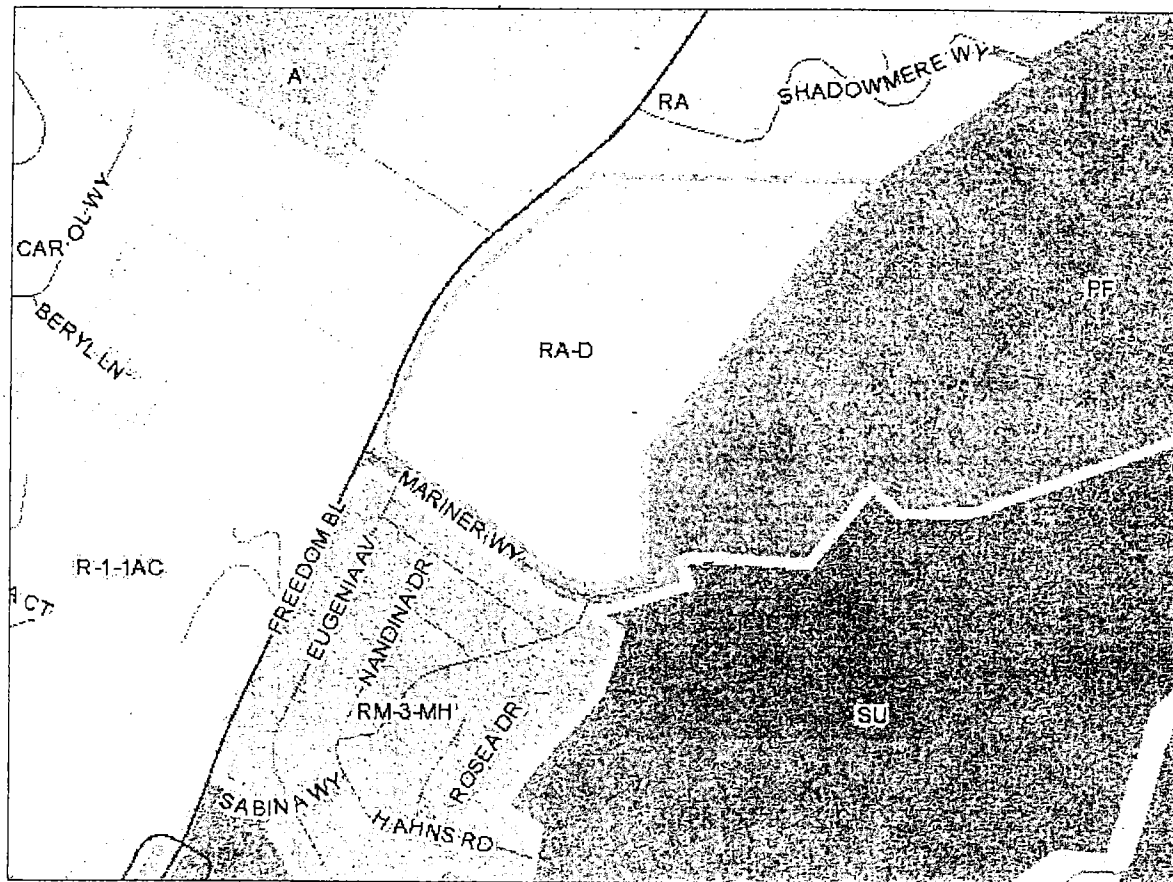 A
RA
SHADOWMERE WY
CAROL WY
PF
BERYL LN
RA-D
MARINER WY
FREEDOM BL
EUGENIA AV
NANDINA DR
R-1-1AC
CT
RM-3-MH
ROSEA DR
SU
SABINA WY
HAHNS RD